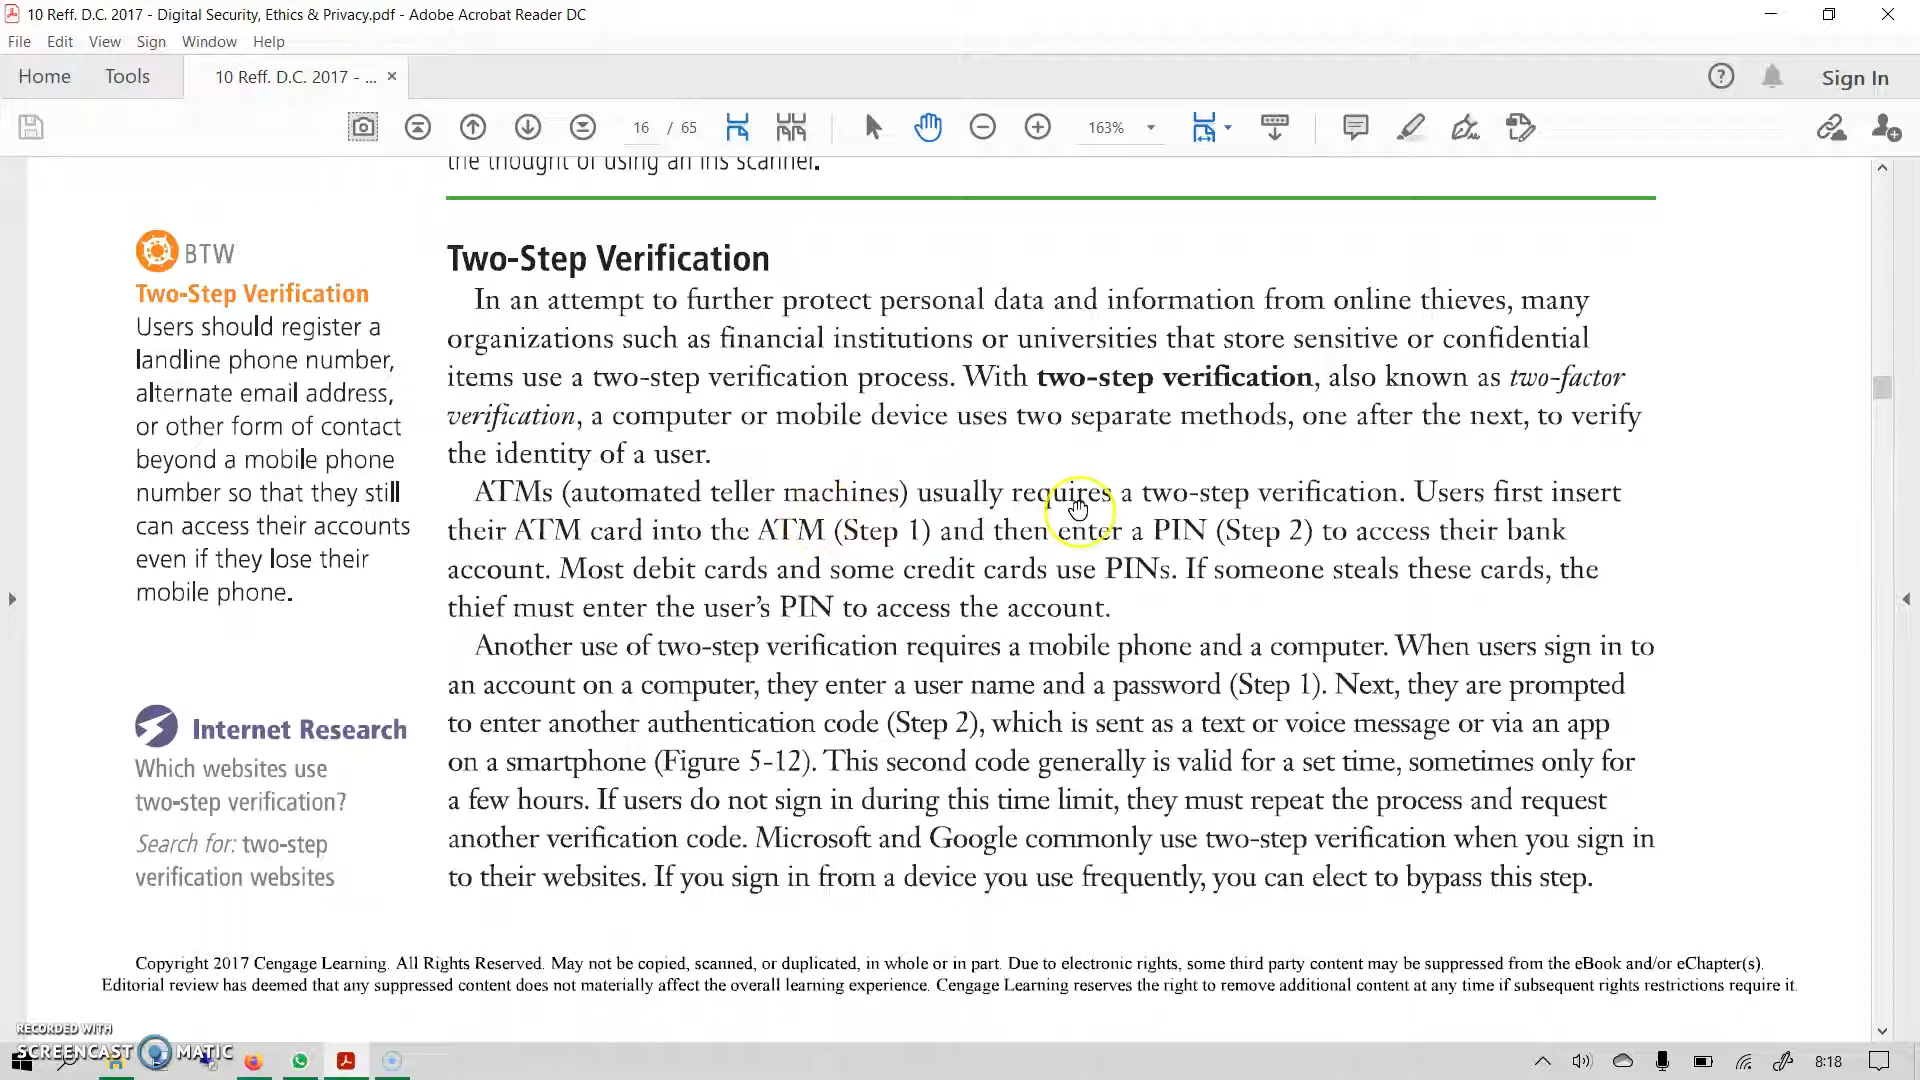 10 Reff. D.C. 2017 - Digital Security, Ethics & Privacy.pdf - Adobe Acrobat Reader DC
File Edit View Sign Window Help
Home Tools 10 Reff. D.C. 2017 - ... × Sign In
16 / 65 163%
the thought of using an iris scanner.
BTW
Two-Step Verification
Users should register a
landline phone number,
alternate email address,
or other form of contact
beyond a mobile phone
number so that they still
can access their accounts
even if they lose their
mobile phone.
Internet Research
Which websites use
two-step verification?
Search for: two-step
verification websites
Two-Step Verification
In an attempt to further protect personal data and information from online thieves, many
organizations such as financial institutions or universities that store sensitive or confidential
items use a two-step verification process. With two-step verification, also known as two-factor
verification, a computer or mobile device uses two separate methods, one after the next, to verify
the identity of a user.
ATMs (automated teller machines) usually requires a two-step verification. Users first insert
their ATM card into the ATM (Step 1) and then enter a PIN (Step 2) to access their bank
account. Most debit cards and some credit cards use PINs. If someone steals these cards, the
thief must enter the user's PIN to access the account.
Another use of two-step verification requires a mobile phone and a computer. When users sign in to
an account on a computer, they enter a user name and a password (Step 1). Next, they are prompted
to enter another authentication code (Step 2), which is sent as a text or voice message or via an app
on a smartphone (Figure 5-12). This second code generally is valid for a set time, sometimes only for
a few hours. If users do not sign in during this time limit, they must repeat the process and request
another verification code. Microsoft and Google commonly use two-step verification when you sign in
to their websites. If you sign in from a device you use frequently, you can elect to bypass this step.
Copyright 2017 Cengage Learning. All Rights Reserved. May not be copied, scanned, or duplicated, in whole or in part. Due to electronic rights, some third party content may be suppressed from the eBook and/or eChapter(s).
Editorial review has deemed that any suppressed content does not materially affect the overall learning experience. Cengage Learning reserves the right to remove additional content at any time if subsequent rights restrictions require it.
RECORDED WITH
SCREENCAST MATIC
8:18